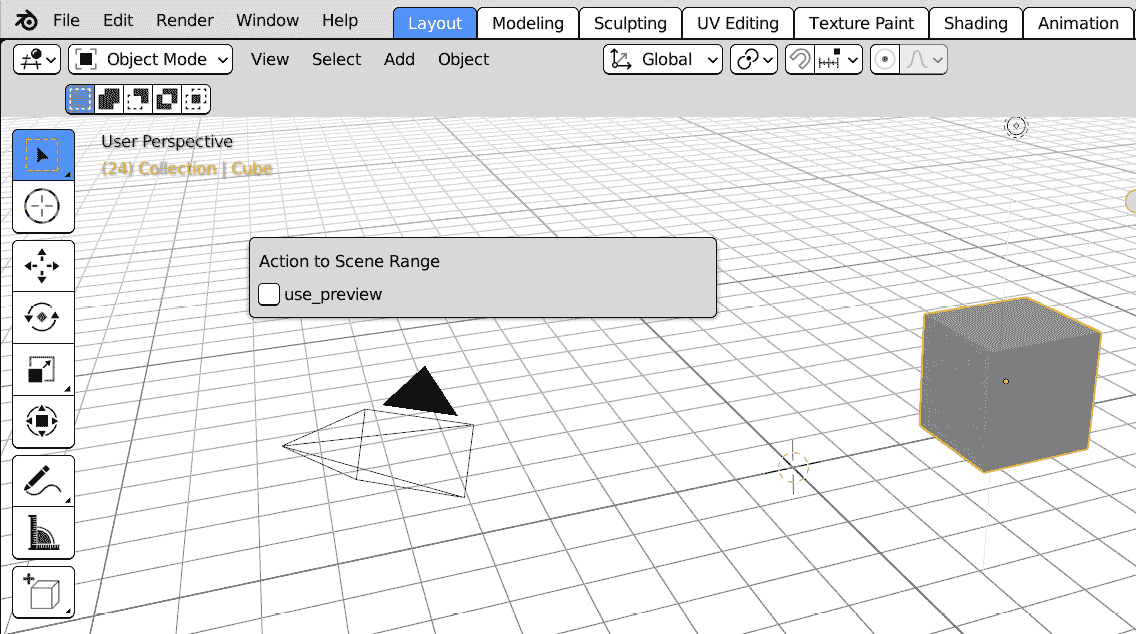 File Edit Render Window Help Layout Modeling Sculpting UV Editing Texture Paint Shading Animation
Object Mode View Select Add Object Global
User Perspective
(24) Collection | Cube
Action to Scene Range
use_preview